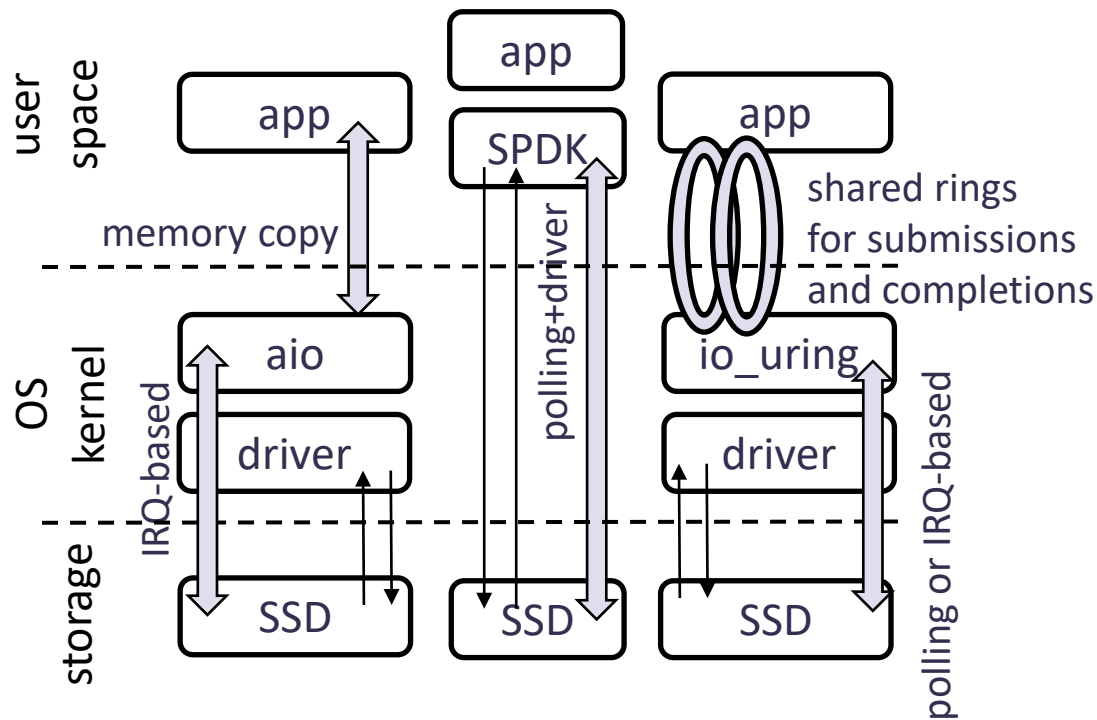 user
space
OS
kernel
storage
app
memory copy
aio
IRQ-based
driver
SSD
app
SPDK
polling+driver
SSD
app
shared rings
for submissions
and completions
io_uring
driver
polling or IRQ-based
SSD